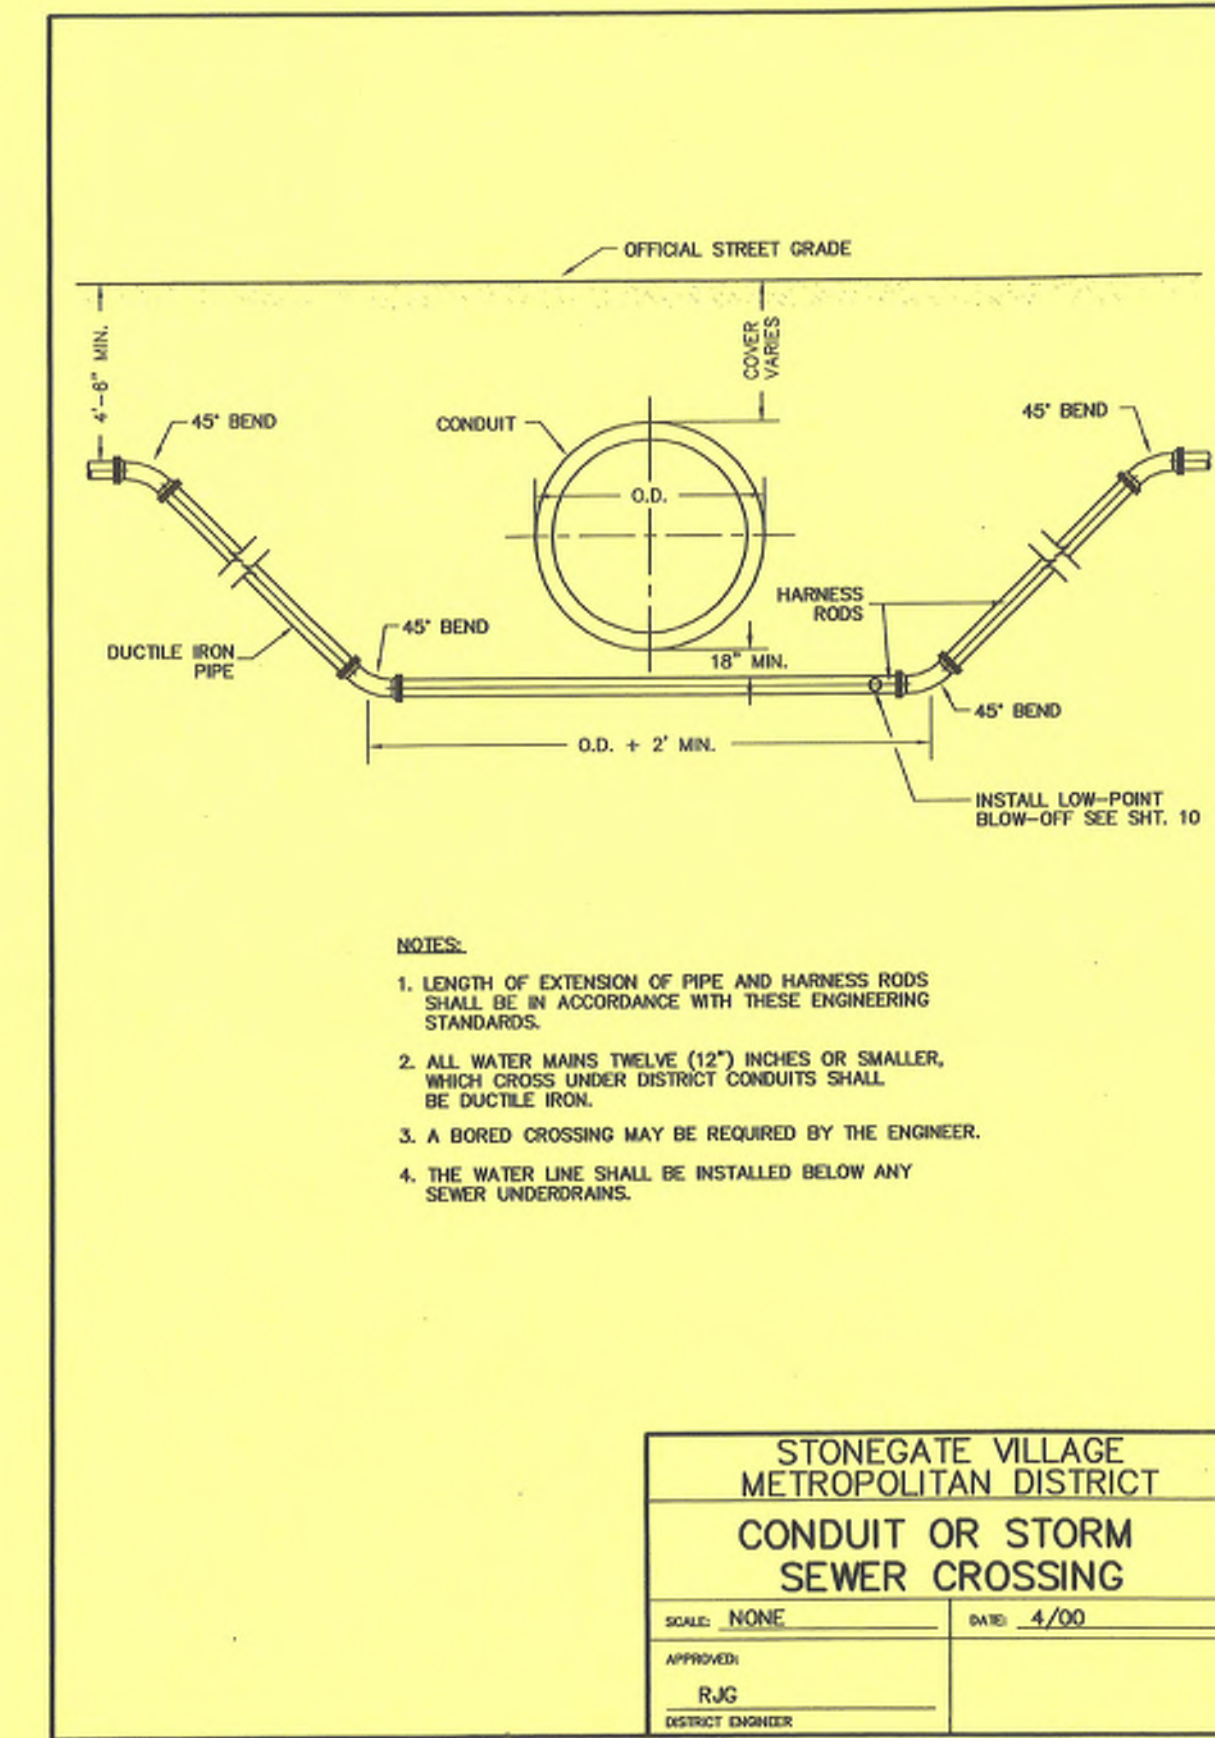 OFFICIAL STREET GRADE
4'-6" MIN.
COVER
VARIES
45° BEND
CONDUIT
45° BEND
O.D.
HARNESS
RODS
DUCTILE IRON
PIPE
45° BEND
18" MIN.
45° BEND
O.D. + 2' MIN.
INSTALL LOW-POINT
BLOW-OFF SEE SHT. 10
NOTES:
1. LENGTH OF EXTENSION OF PIPE AND HARNESS RODS
SHALL BE IN ACCORDANCE WITH THESE ENGINEERING
STANDARDS.
2. ALL WATER MAINS TWELVE (12") INCHES OR SMALLER,
WHICH CROSS UNDER DISTRICT CONDUITS SHALL
BE DUCTILE IRON.
3. A BORED CROSSING MAY BE REQUIRED BY THE ENGINEER.
4. THE WATER LINE SHALL BE INSTALLED BELOW ANY
SEWER UNDERDRAINS.
STONEGATE VILLAGE
METROPOLITAN DISTRICT
CONDUIT OR STORM
SEWER CROSSING
SCALE: NONE
DATE: 4/00
APPROVED:
RJG
DISTRICT ENGINEER